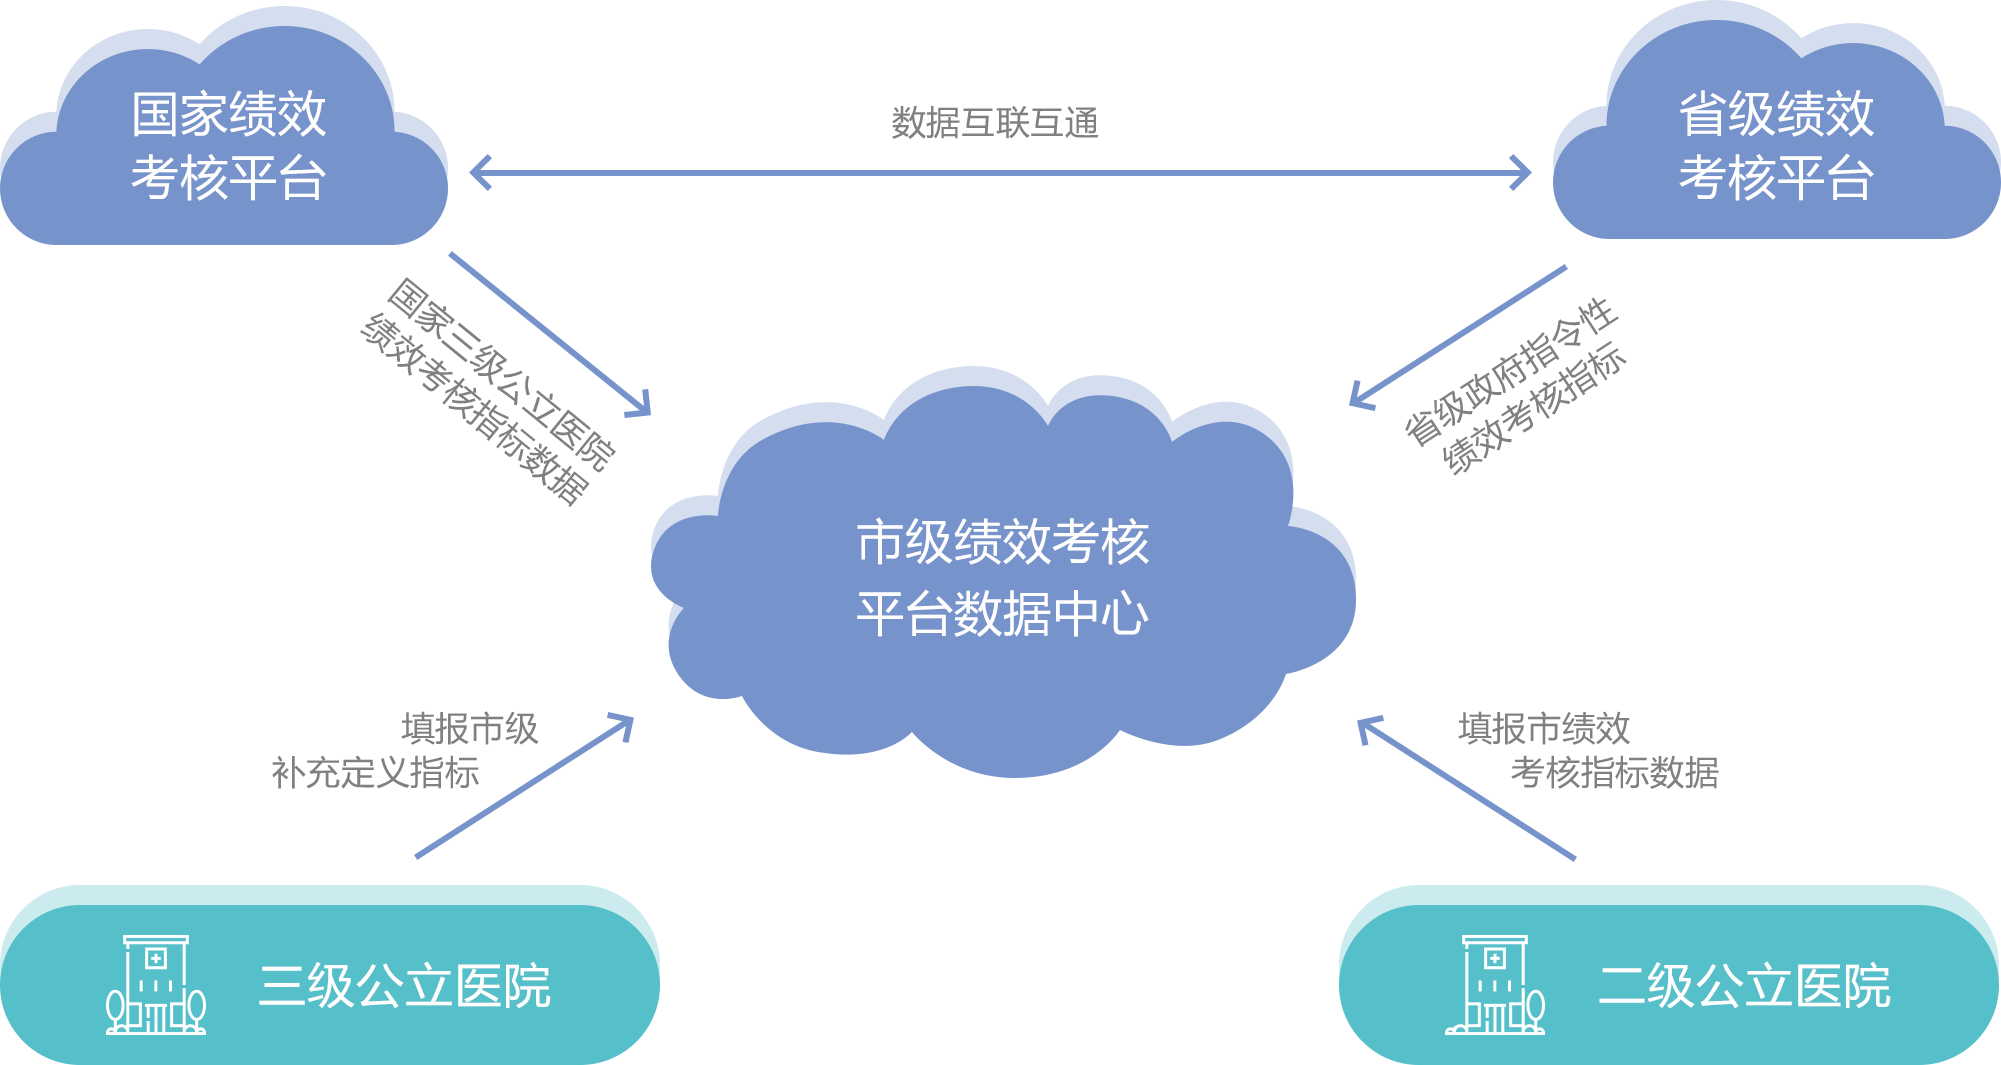 国家绩效
考核平台
数据互联互通
省级绩效
考核平台
国家三级公立医院
绩效考核指标数据
省级政府指令性
绩效考核指标
市级绩效考核
平台数据中心
填报市级
补充定义指标
填报市绩效
考核指标数据
三级公立医院
二级公立医院